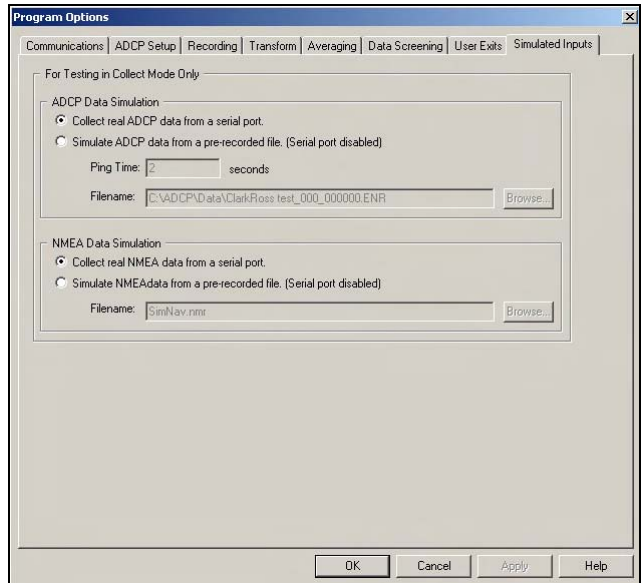 Program Options
Communications ADCP Setup Recording Transform Averaging Data Screening User Exits Simulated Inputs
For Testing in Collect Mode Only
ADCP Data Simulation
Collect real ADCP data from a serial port.
Simulate ADCP data from a pre-recorded file. (Serial port disabled)
Ping Time: 2 seconds
Filename: C:\ADCP\Data\ClarkRoss test_000_000000.ENR Browse...
NMEA Data Simulation
Collect real NMEA data from a serial port.
Simulate NMEAdata from a pre-recorded file. (Serial port disabled)
Filename: SimNav.nmr Browse...
OK Cancel Apply Help